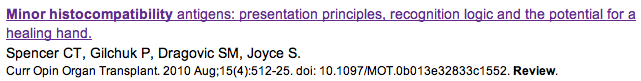 Minor histocompatibility antigens: presentation principles, recognition logic and the potential for a
healing hand.
Spencer CT, Gilchuk P, Dragovic SM, Joyce S.
Curr Opin Organ Transplant. 2010 Aug;15(4):512-25. doi: 10.1097/MOT.0b013e32833c1552. Review.